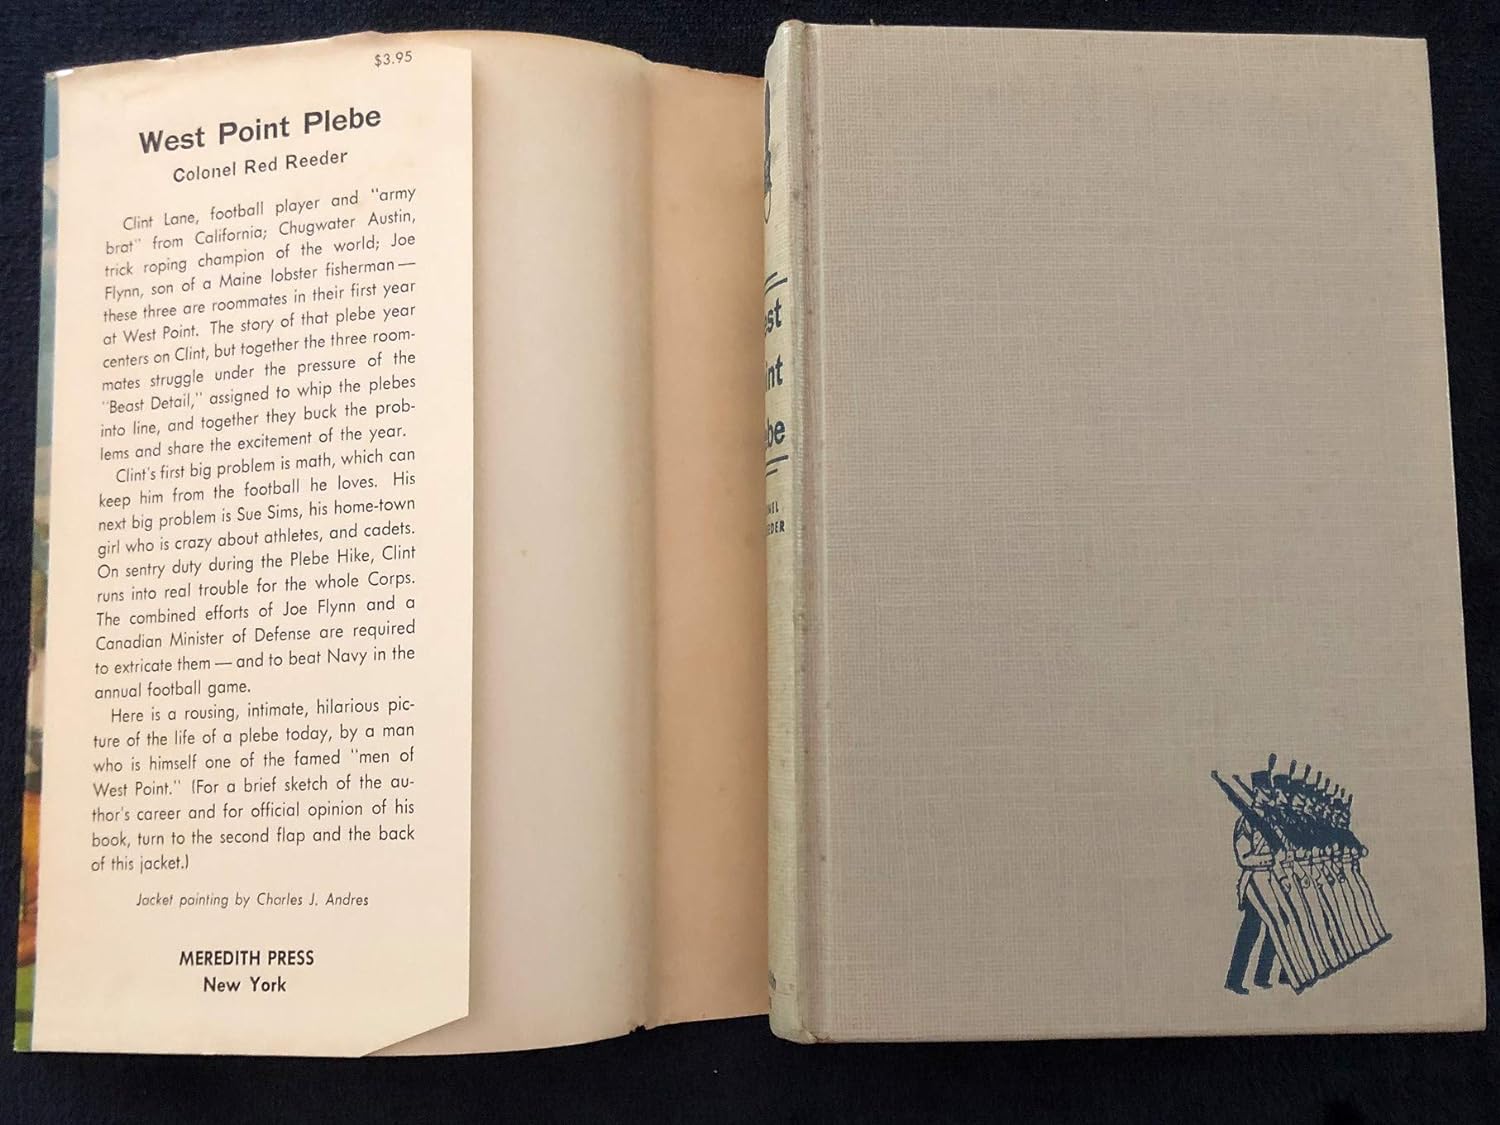 $3.95
West Point Plebe
Colonel Red Reeder
Clint Lane, football player and "army
brat" from California; Chugwater Austin,
trick roping champion of the world; Joe
Flynn, son of a Maine lobster fisherman—
these three are roommates in their first year
at West Point. The story of that plebe year
centers on Clint, but together the three room-
mates struggle under the pressure of the
"Beast Detail," assigned to whip the plebes
into line, and together they buck the prob-
lems and share the excitement of the year.
Clint's first big problem is math, which can
keep him from the football he loves. His
next big problem is Sue Sims, his home-town
girl who is crazy about athletes, and cadets.
On sentry duty during the Plebe Hike, Clint
runs into real trouble for the whole Corps.
The combined efforts of Joe Flynn and a
Canadian Minister of Defense are required
to extricate them — and to beat Navy in the
annual football game.
Here is a rousing, intimate, hilarious pic-
ture of the life of a plebe today, by a man
who is himself one of the famed "men of
West Point." (For a brief sketch of the au-
thor's career and for official opinion of his
book, turn to the second flap and the back
of this jacket.)
Jacket painting by Charles J. Andres
MEREDITH PRESS
New York